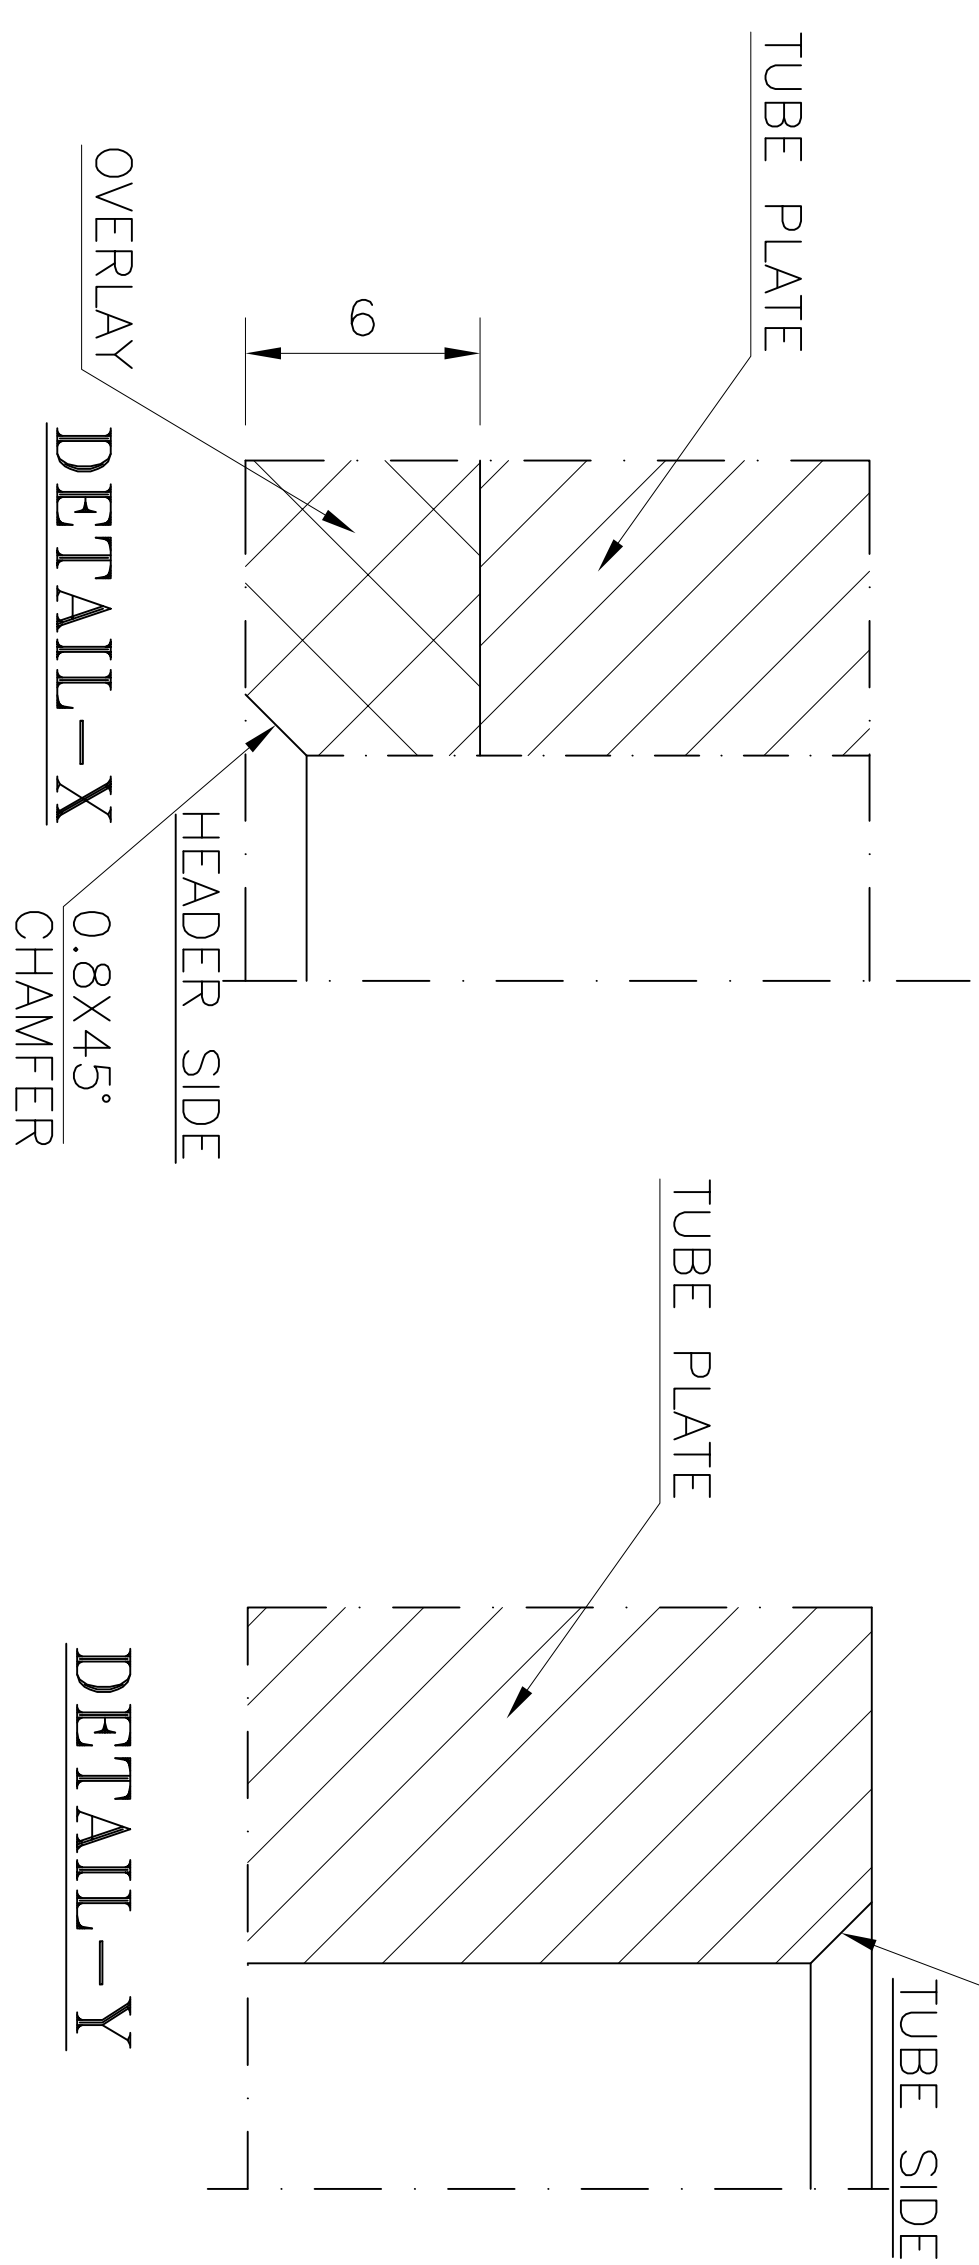 TUBE PLATE
6
OVERLAY
HEADER SIDE
0.8X45°
CHAMFER
DETAIL-X
TUBE SIDE
TUBE PLATE
DETAIL-Y